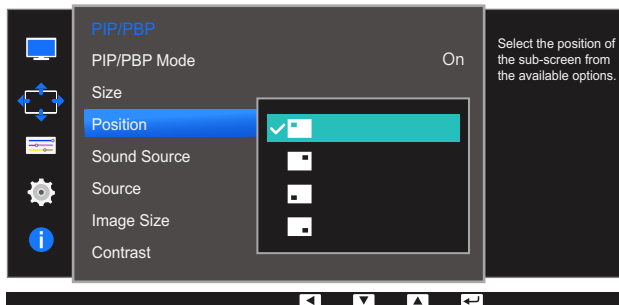 PIP/PBP
PIP/PBP Mode On
Size
Position
Sound Source
Source
Image Size
Contrast
Select the position of
the sub-screen from
the available options.